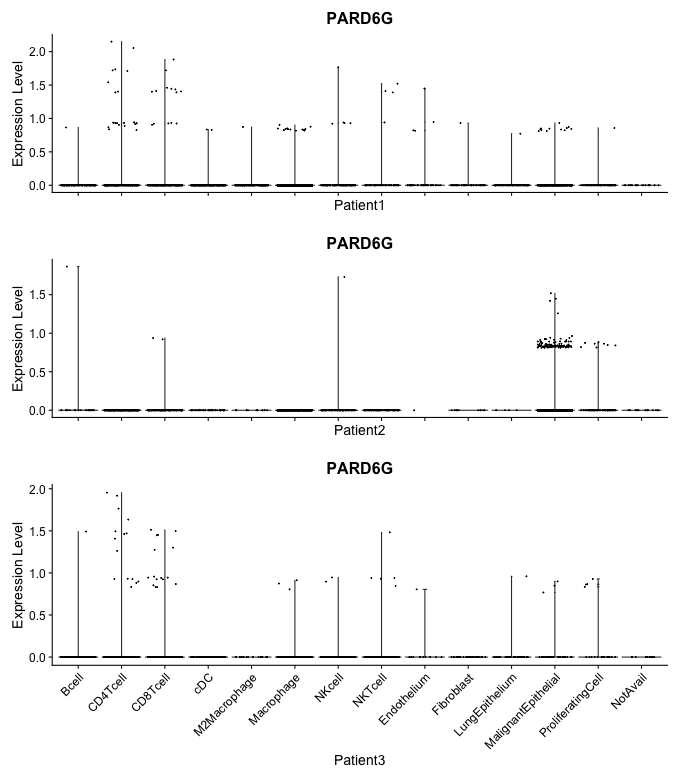 PARD6G
Expression Level
2.0
1.5
1.0
0.5
0.0
Patient1
PARD6G
Expression Level
1.5
1.0
0.5
0.0
Patient2
PARD6G
Expression Level
2.0
1.5
1.0
0.5
0.0
Bcell
CD4Tcell
CD8Tcell
cDC
M2Macrophage
Macrophage
NKcell
NKTcell
Endothelium
Fibroblast
LungEpithelium
MalignantEpithelial
ProliferatingCell
NotAvail
Patient3